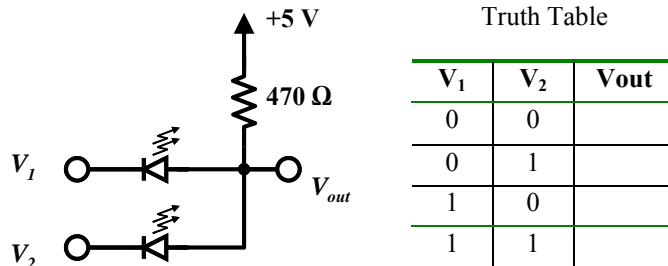 +5 V
470 Ω
V1
Vout
V2
Truth Table
V1 V2 Vout
0 0
0 1
1 0
1 1